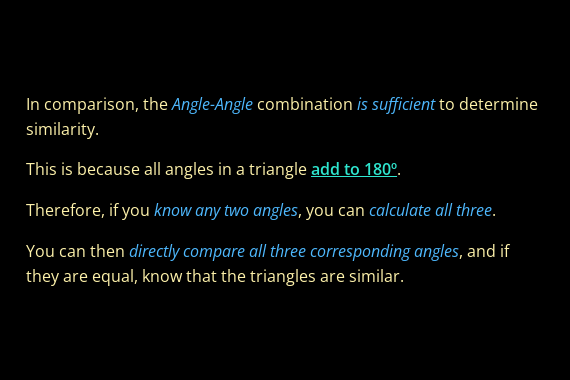 In comparison, the Angle-Angle combination is sufficient to determine
similarity.
This is because all angles in a triangle add to 180º.
Therefore, if you know any two angles, you can calculate all three.
You can then directly compare all three corresponding angles, and if
they are equal, know that the triangles are similar.